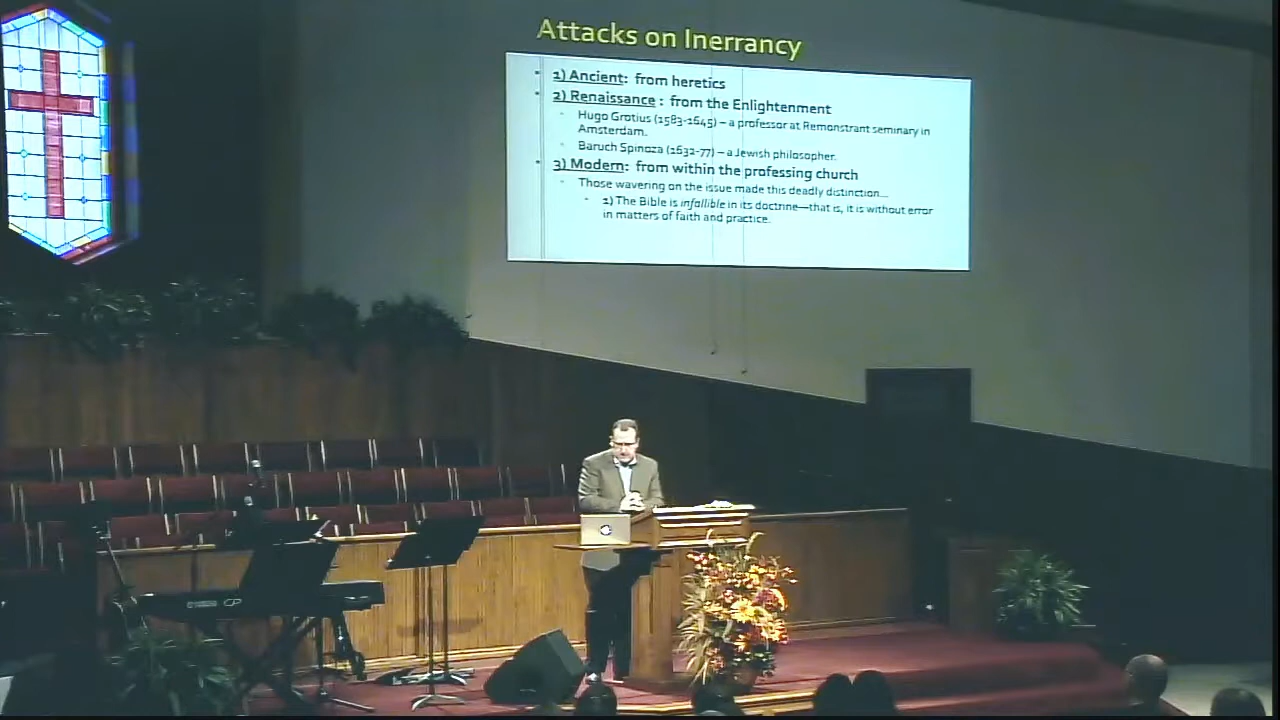 Attacks on Inerrancy
1) Ancient: from heretics
2) Renaissance : from the Enlightenment
Hugo Grotius (1583-1645) – a professor at Remonstrant seminary in
Amsterdam.
Baruch Spinoza (1632-77) – a Jewish philosopher.
3) Modern: from within the professing church
Those wavering on the issue made this deadly distinction...
1) The Bible is infallible in its doctrine—that is, it is without error
in matters of faith and practice.
CP